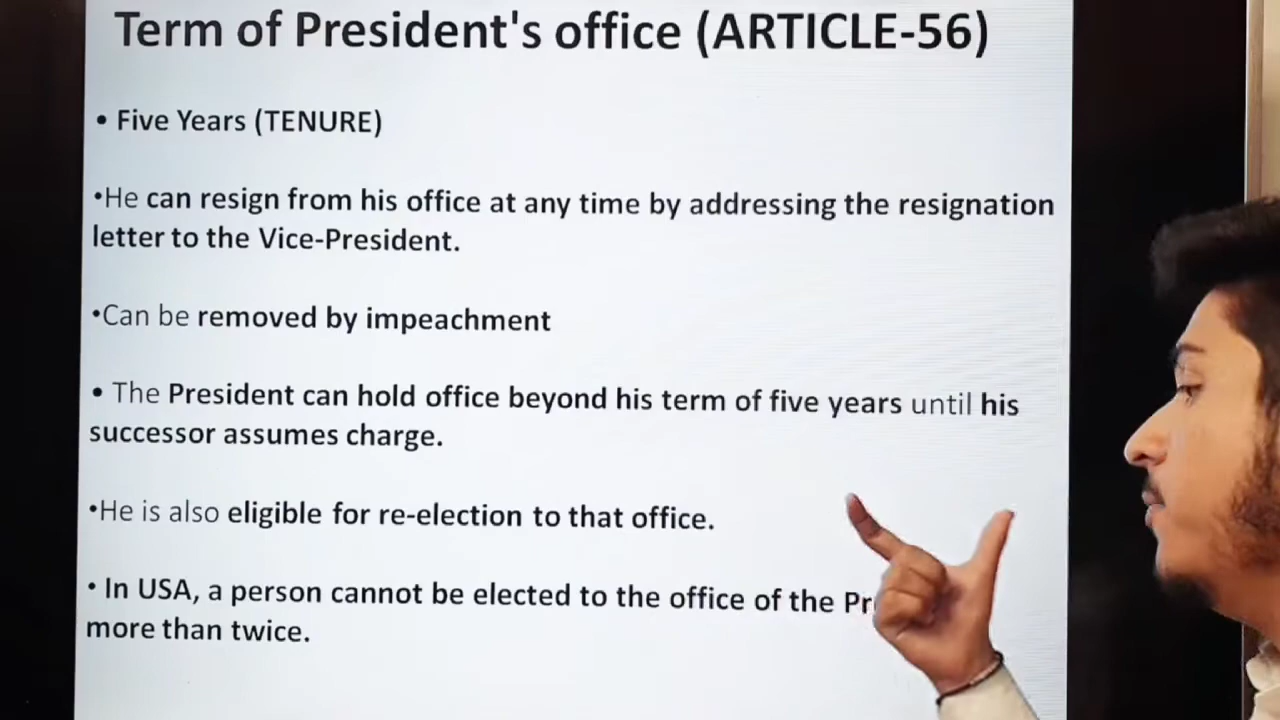 Term of President's office (ARTICLE-56)
• Five Years (TENURE)
•He can resign from his office at any time by addressing the resignation
letter to the Vice-President.
•Can be removed by impeachment
• The President can hold office beyond his term of five years until his
successor assumes charge.
•He is also eligible for re-election to that office.
• In USA, a person cannot be elected to the office of the
more than twice.